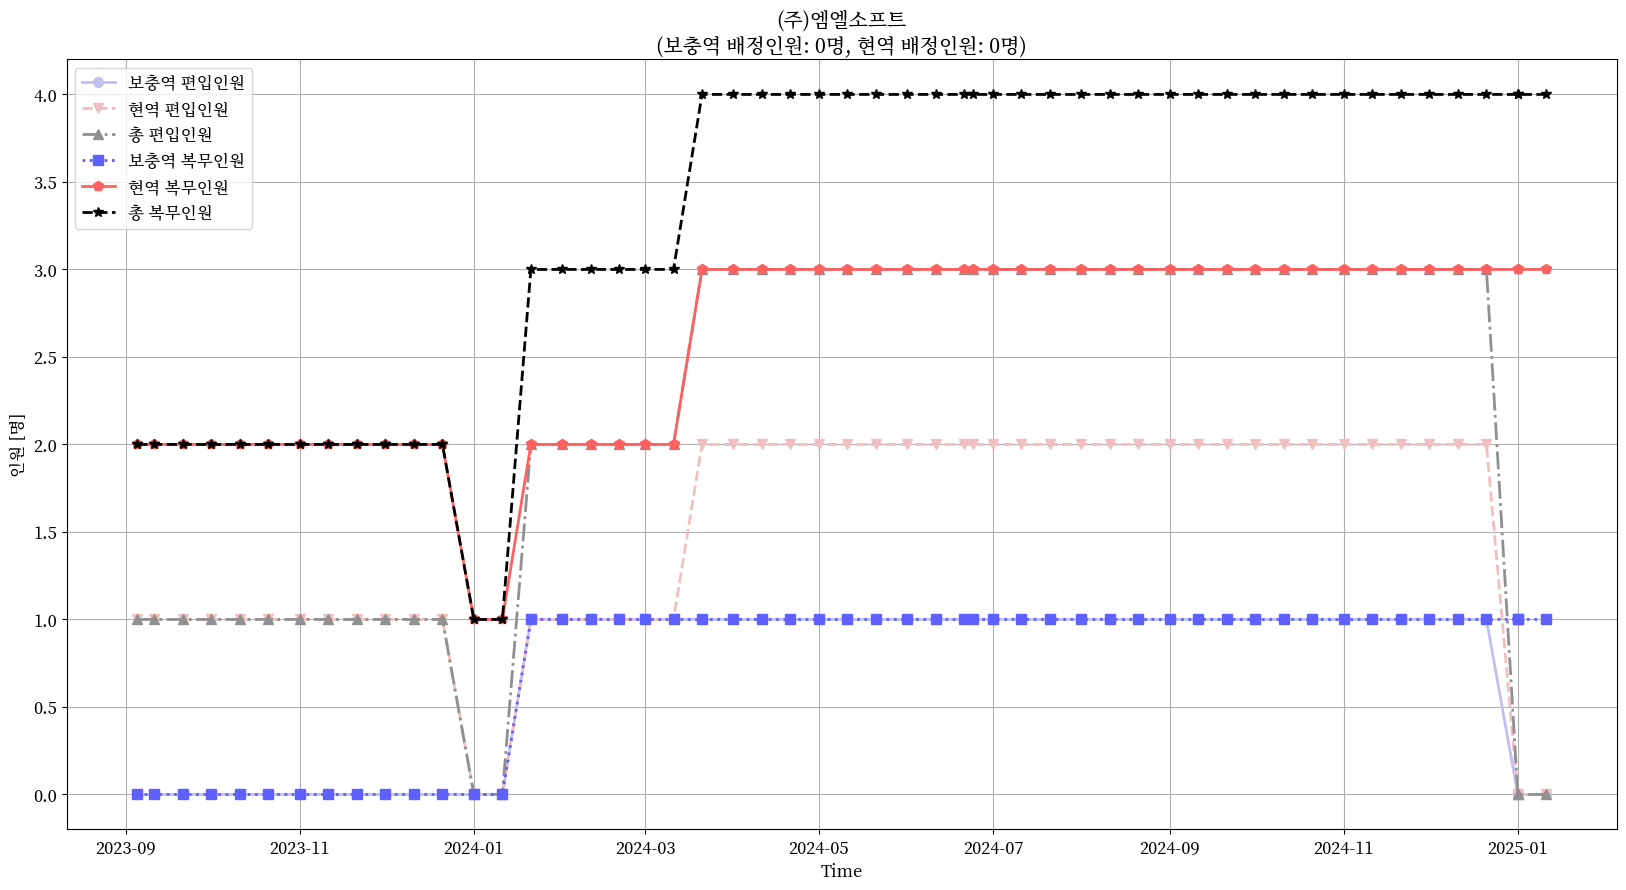 (주)엠엘소프트
(보충역 배정인원: 0명, 현역 배정인원: 0명)
보충역 편입인원
현역 편입인원
총 편입인원
보충역 복무인원
현역 복무인원
총 복무인원
인원 [명]
4.0
3.5
3.0
2.5
2.0
1.5
1.0
0.5
0.0
2023-09 2023-11 2024-01 2024-03 2024-05 2024-07 2024-09 2024-11 2025-01
Time